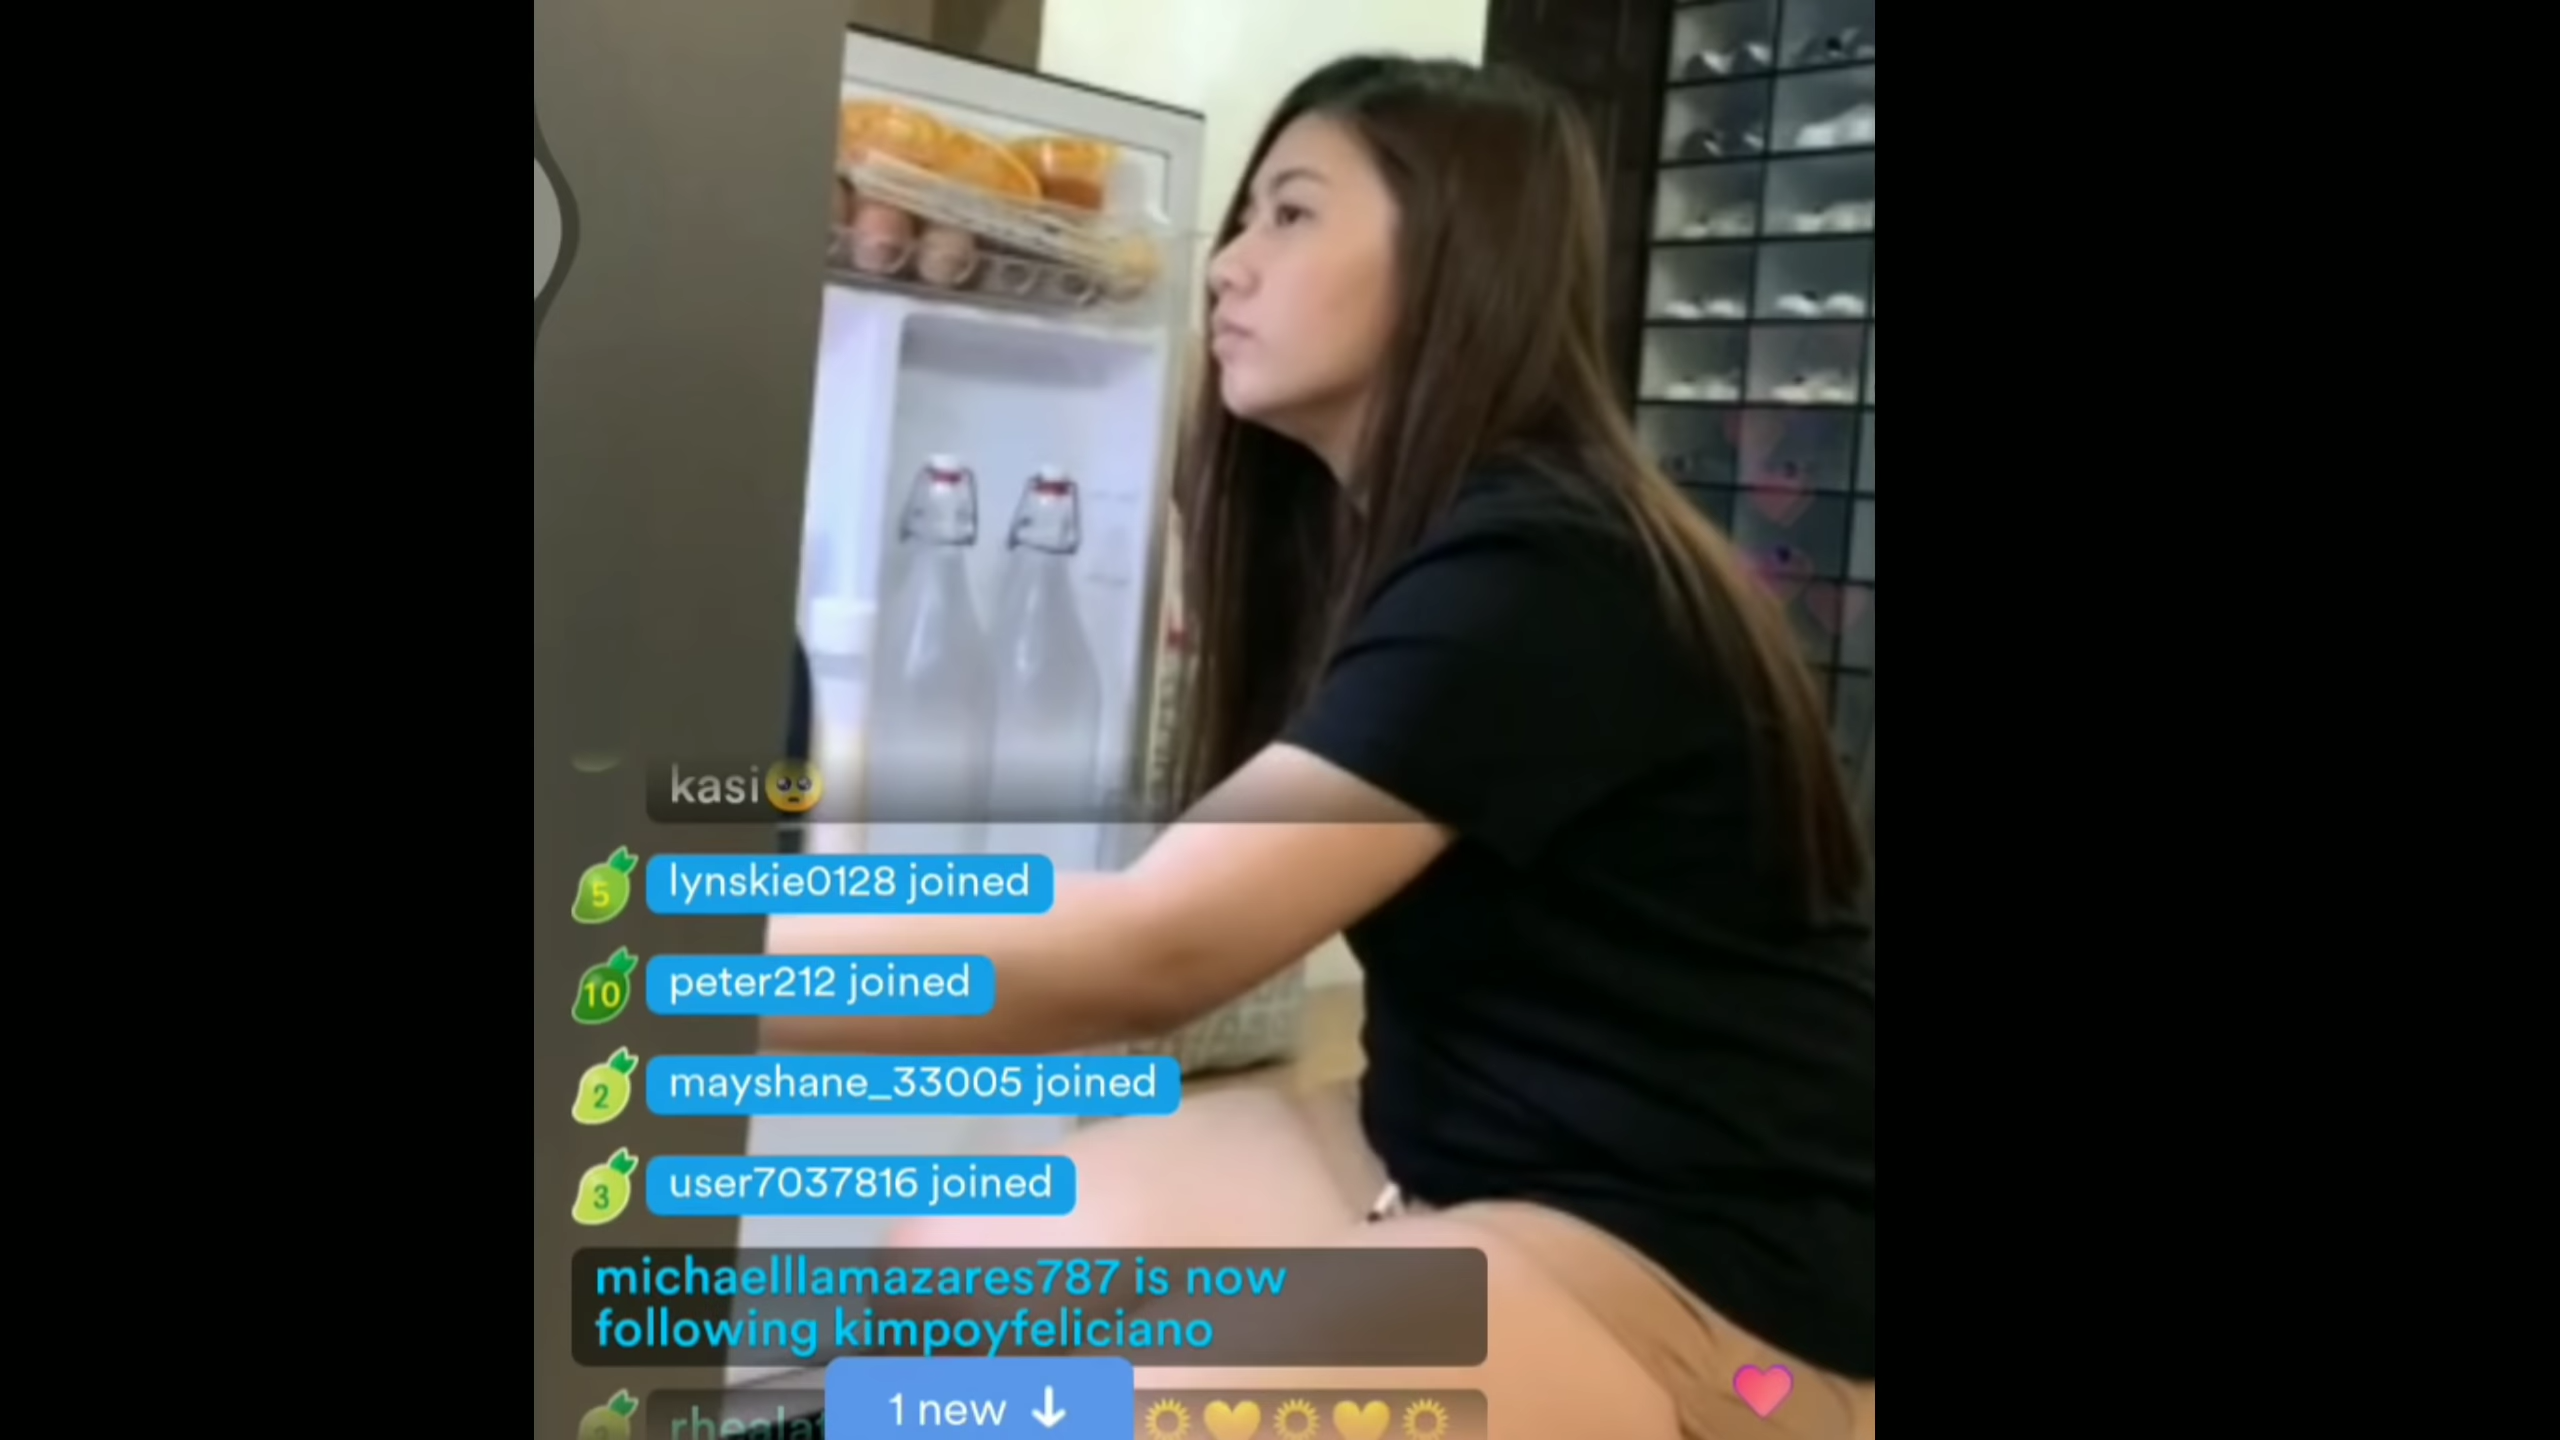 kasi🥺
5 lynskie0128 joined
10 peter212 joined
2 mayshane_33005 joined
3 user7037816 joined
michaelllamazares787 is now
following kimpoyfeliciano
1 new ↓